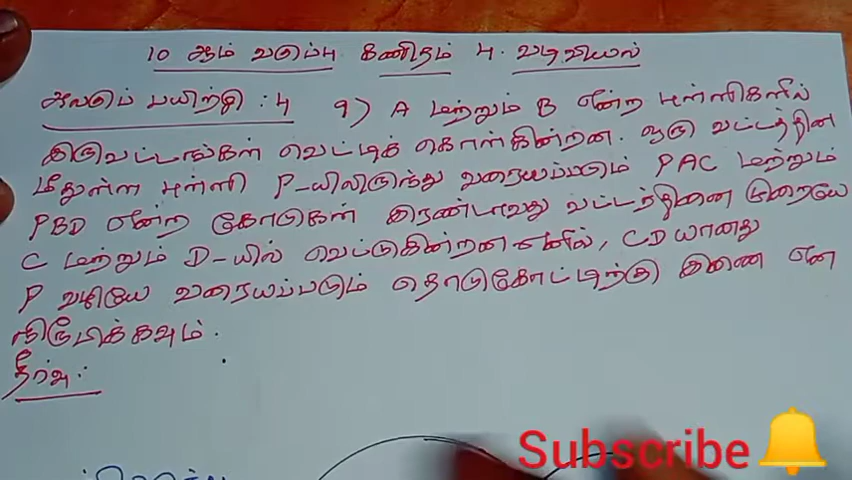 10 ஆம் வகுப்பு கணிதம் 4. வடிவியல்
அலகுப் பயிற்சி : 4 9) A மற்றும் B என்ற புள்ளிகளில்
இருவட்டங்கள் வெட்டிக் கொள்கின்றன. ஒரு வட்டத்தின்
மீதுள்ள புள்ளி P-யிலிருந்து வரையப்படும் PAC மற்றும்
PBD என்ற கோடுகள் இரண்டாவது வட்டத்தினை முறையே
C மற்றும் D-யில் வெட்டுகின்றன எனில், CD யானது
P வழியே வரையப்படும் தொடுகோட்டிற்கு இணை என
நிரூபிக்கவும்.
தீர்வு :
Subscribe